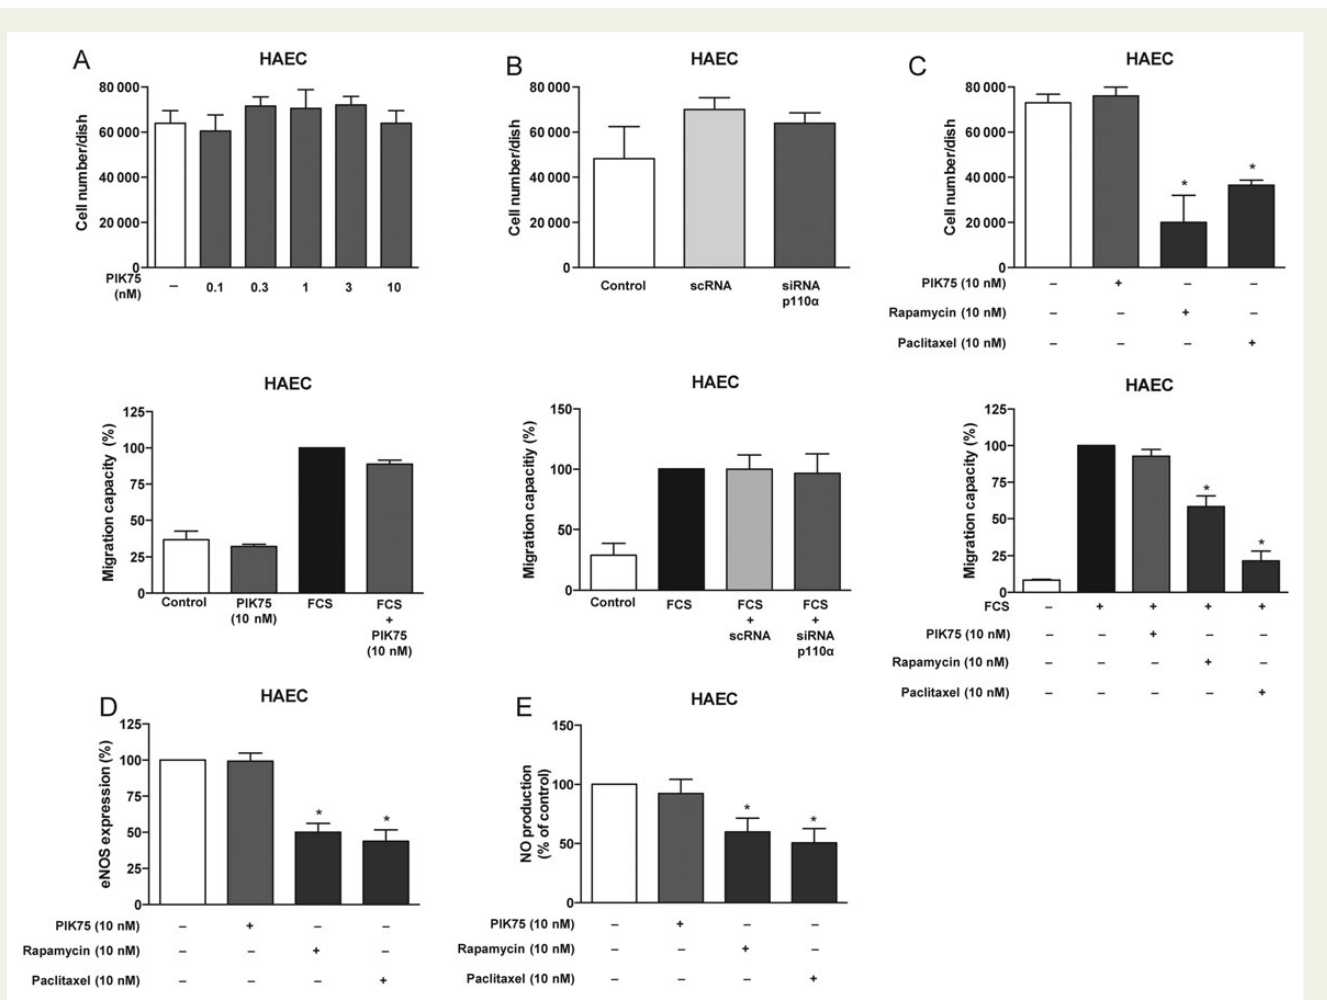 A
HAEC
Cell number/dish
80 000
60 000
40 000
20 000
0
PIK75
(nM)
– 0.1 0.3 1 3 10
HAEC
Migration capacity (%)
125
100
75
50
25
0
Control PIK75 FCS FCS
(10 nM) +
PIK75
(10 nM)
B
HAEC
Cell number/dish
80 000
60 000
40 000
20 000
0
Control scRNA siRNA
p110α
HAEC
Migration capacitiy (%)
150
100
50
0
Control FCS FCS FCS
+ +
scRNA siRNA
p110α
C
HAEC
Cell number/dish
80 000
60 000
40 000
20 000
0
* *
PIK75 (10 nM) – + – –
Rapamycin (10 nM) – – + –
Paclitaxel (10 nM) – – – +
HAEC
Migration capacity (%)
125
100
75
50
25
0
* *
FCS – + + + +
PIK75 (10 nM) – – + – –
Rapamycin (10 nM) – – – + –
Paclitaxel (10 nM) – – – – +
D
HAEC
eNOS expression (%)
125
100
75
50
25
0
* *
PIK75 (10 nM) – + – –
Rapamycin (10 nM) – – + –
Paclitaxel (10 nM) – – – +
E
HAEC
NO production
(% of control)
150
100
50
0
* *
PIK75 (10 nM) – + – –
Rapamycin (10 nM) – – + –
Paclitaxel (10 nM) – – – +